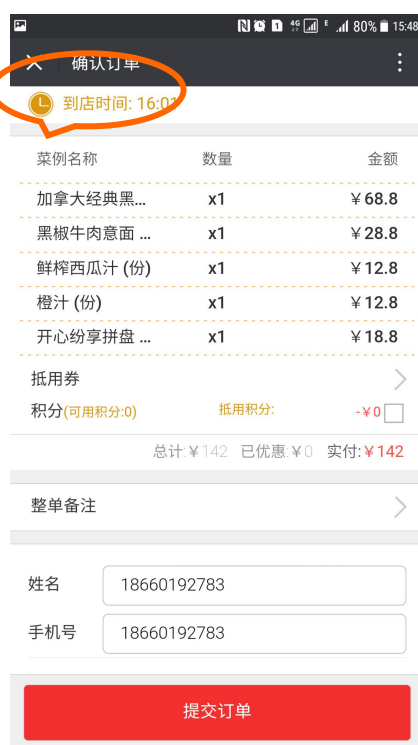 N 1 4G E 80% 15:48
确认订单
到店时间: 16:01
菜例名称 数量 金额
加拿大经典黑... x1 ¥68.8
黑椒牛肉意面 ... x1 ¥28.8
鲜榨西瓜汁 (份) x1 ¥12.8
橙汁 (份) x1 ¥12.8
开心纷享拼盘 ... x1 ¥18.8
抵用券
积分(可用积分:0) 抵用积分: -¥0
总计:¥142 已优惠:¥0 实付:¥142
整单备注
姓名 18660192783
手机号 18660192783
提交订单